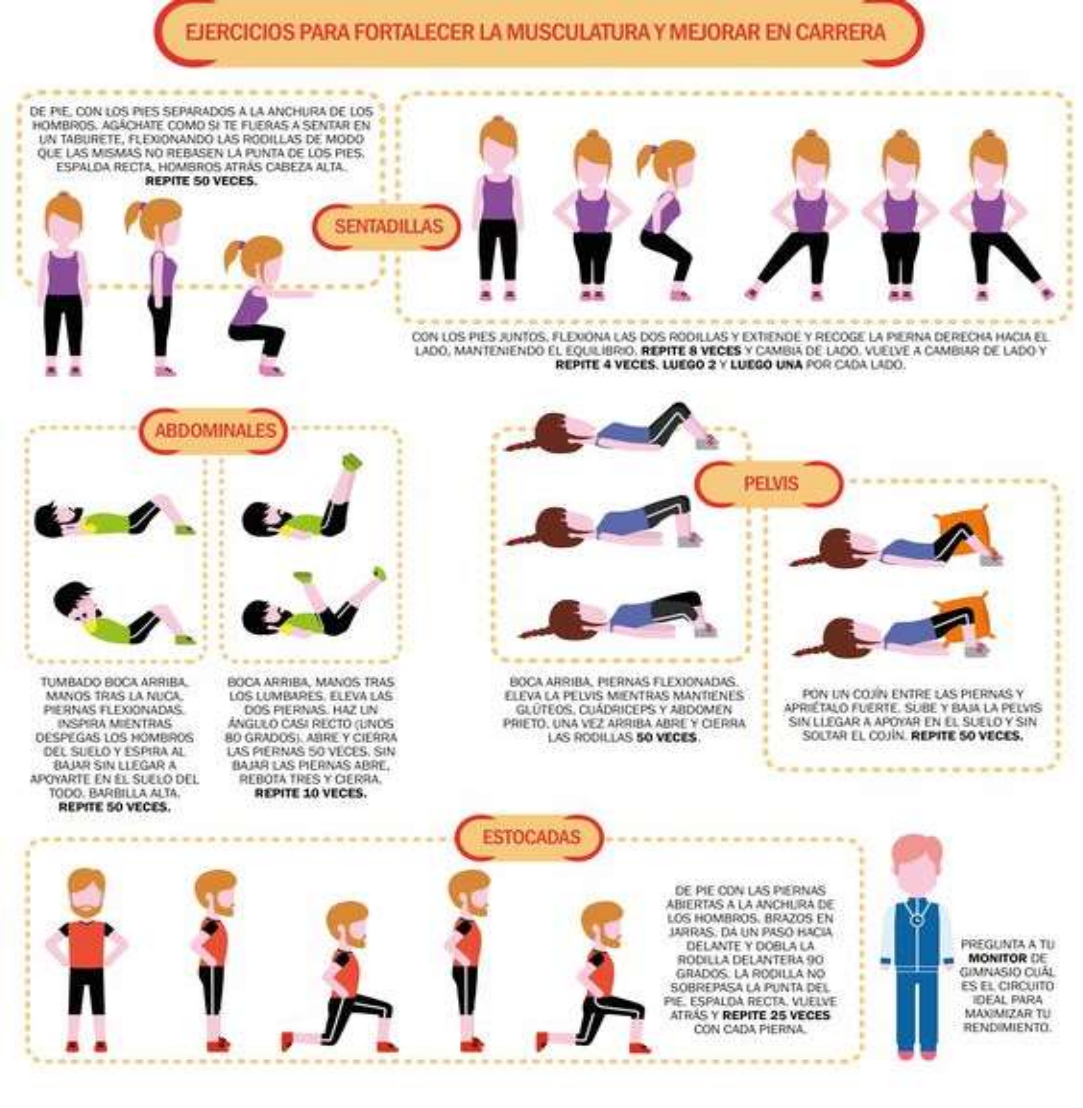 EJERCICIOS PARA FORTALECER LA MUSCULATURA Y MEJORAR EN CARRERA
DE PIE, CON LOS PIES SEPARADOS A LA ANCHURA DE LOS
HOMBROS. AGÁCHATE COMO SI TE FUERAS A SENTAR EN
UN TABURETE, FLEXIONANDO LAS RODILLAS DE MODO
QUE LAS MISMAS NO REBASEN LA PUNTA DE LOS PIES.
ESPALDA RECTA, HOMBROS ATRÁS CABEZA ALTA.
REPITE 50 VECES.
SENTADILLAS
CON LOS PIES JUNTOS, FLEXIONA LAS DOS RODILLAS Y EXTIENDE Y RECOGE LA PIERNA DERECHA HACIA EL
LADO, MANTENIENDO EL EQUILIBRIO. REPITE 8 VECES Y CAMBIA DE LADO. VUELVE A CAMBIAR DE LADO Y
REPITE 4 VECES. LUEGO 2 Y LUEGO UNA POR CADA LADO.
ABDOMINALES
TUMBADO BOCA ARRIBA,
MANOS TRAS LA NUCA,
PIERNAS FLEXIONADAS.
INSPIRA MIENTRAS
DESPEGAS LOS HOMBROS
DEL SUELO Y ESPIRA AL
BAJAR SIN LLEGAR A
APOYARTE EN EL SUELO DEL
TODO. BARBILLA ALTA.
REPITE 50 VECES.
BOCA ARRIBA, MANOS TRAS
LOS LUMBARES. ELEVA LAS
DOS PIERNAS. HAZ UN
ÁNGULO CASI RECTO (UNOS
80 GRADOS). ABRE Y CIERRA
LAS PIERNAS 50 VECES. SIN
BAJAR LAS PIERNAS ABRE,
REBOTA TRES Y CIERRA.
REPITE 10 VECES.
PELVIS
BOCA ARRIBA, PIERNAS FLEXIONADAS.
ELEVA LA PELVIS MIENTRAS MANTIENES
GLÚTEOS, CUÁDRICEPS Y ABDOMEN
PRIETO. UNA VEZ ARRIBA ABRE Y CIERRA
LAS RODILLAS 50 VECES.
PON UN COJÍN ENTRE LAS PIERNAS Y
APRIÉTALO FUERTE. SUBE Y BAJA LA PELVIS
SIN LLEGAR A APOYAR EN EL SUELO Y SIN
SOLTAR EL COJÍN. REPITE 50 VECES.
ESTOCADAS
DE PIE CON LAS PIERNAS
ABIERTAS A LA ANCHURA DE
LOS HOMBROS. BRAZOS EN
JARRAS. DA UN PASO HACIA
DELANTE Y DOBLA LA
RODILLA DELANTERA 90
GRADOS. LA RODILLA NO
SOBREPASA LA PUNTA DEL
PIE. ESPALDA RECTA. VUELVE
ATRÁS Y REPITE 25 VECES
CON CADA PIERNA.
PREGUNTA A TU
MONITOR DE
GIMNASIO CUÁL
ES EL CIRCUITO
IDEAL PARA
MAXIMIZAR TU
RENDIMIENTO.